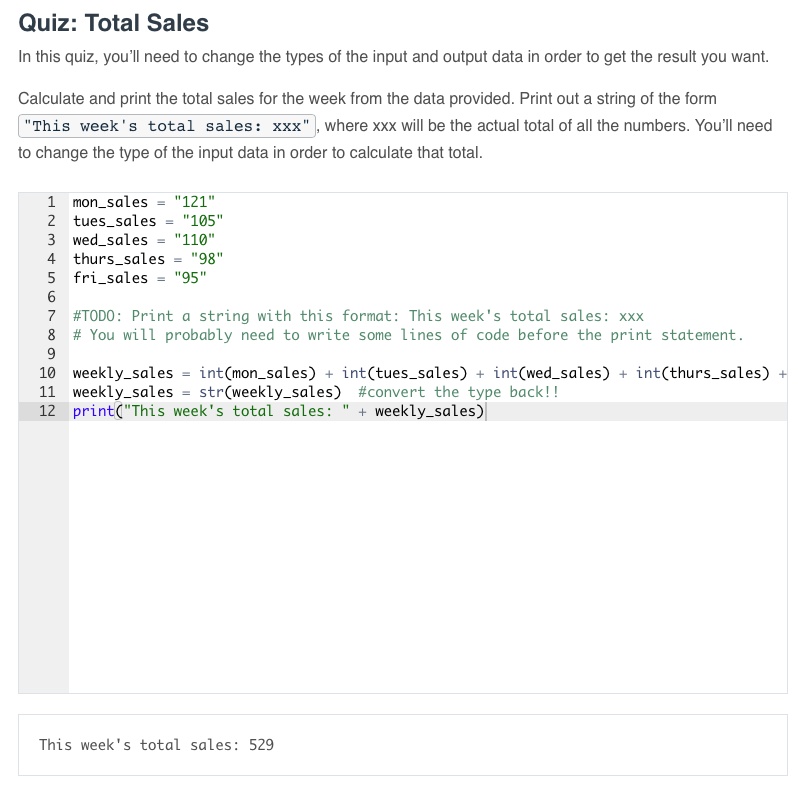 Quiz: Total Sales
In this quiz, you’ll need to change the types of the input and output data in order to get the result you want.
Calculate and print the total sales for the week from the data provided. Print out a string of the form
"This week's total sales: xxx" , where xxx will be the actual total of all the numbers. You’ll need
to change the type of the input data in order to calculate that total.
1 mon_sales = "121"
2 tues_sales = "105"
3 wed_sales = "110"
4 thurs_sales = "98"
5 fri_sales = "95"
6
7 #TODO: Print a string with this format: This week's total sales: xxx
8 # You will probably need to write some lines of code before the print statement.
9
10 weekly_sales = int(mon_sales) + int(tues_sales) + int(wed_sales) + int(thurs_sales) +
11 weekly_sales = str(weekly_sales)  #convert the type back!!
12 print("This week's total sales: " + weekly_sales)
This week's total sales: 529